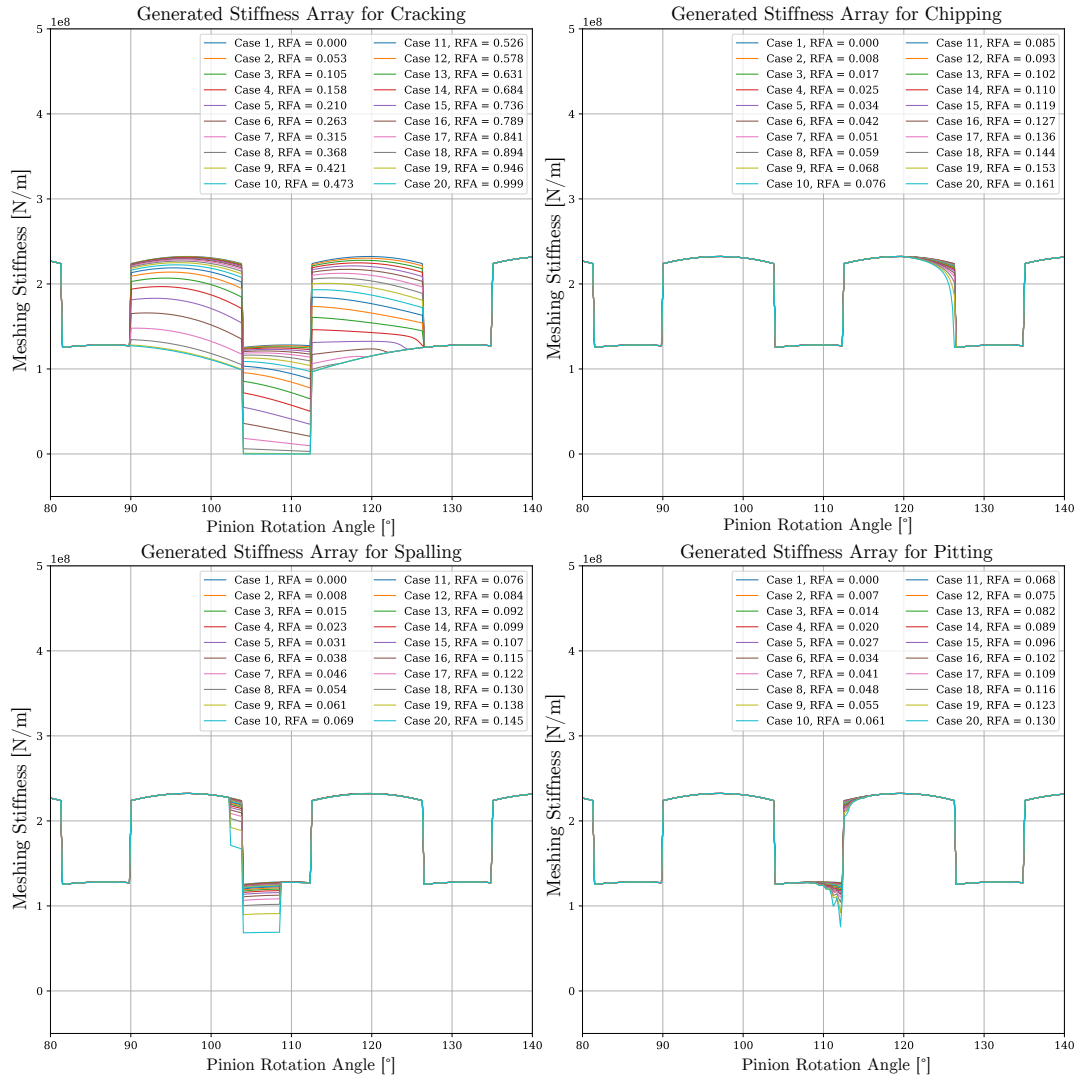 Generated Stiffness Array for Cracking
1e8
Case 1, RFA = 0.000
Case 2, RFA = 0.053
Case 3, RFA = 0.105
Case 4, RFA = 0.158
Case 5, RFA = 0.210
Case 6, RFA = 0.263
Case 7, RFA = 0.315
Case 8, RFA = 0.368
Case 9, RFA = 0.421
Case 10, RFA = 0.473
Case 11, RFA = 0.526
Case 12, RFA = 0.578
Case 13, RFA = 0.631
Case 14, RFA = 0.684
Case 15, RFA = 0.736
Case 16, RFA = 0.789
Case 17, RFA = 0.841
Case 18, RFA = 0.894
Case 19, RFA = 0.946
Case 20, RFA = 0.999
Meshing Stiffness [N/m]
5
4
3
2
1
0
80 90 100 110 120 130 140
Pinion Rotation Angle [°]
Generated Stiffness Array for Chipping
1e8
Case 1, RFA = 0.000
Case 2, RFA = 0.008
Case 3, RFA = 0.017
Case 4, RFA = 0.025
Case 5, RFA = 0.034
Case 6, RFA = 0.042
Case 7, RFA = 0.051
Case 8, RFA = 0.059
Case 9, RFA = 0.068
Case 10, RFA = 0.076
Case 11, RFA = 0.085
Case 12, RFA = 0.093
Case 13, RFA = 0.102
Case 14, RFA = 0.110
Case 15, RFA = 0.119
Case 16, RFA = 0.127
Case 17, RFA = 0.136
Case 18, RFA = 0.144
Case 19, RFA = 0.153
Case 20, RFA = 0.161
Meshing Stiffness [N/m]
5
4
3
2
1
0
80 90 100 110 120 130 140
Pinion Rotation Angle [°]
Generated Stiffness Array for Spalling
1e8
Case 1, RFA = 0.000
Case 2, RFA = 0.008
Case 3, RFA = 0.015
Case 4, RFA = 0.023
Case 5, RFA = 0.031
Case 6, RFA = 0.038
Case 7, RFA = 0.046
Case 8, RFA = 0.054
Case 9, RFA = 0.061
Case 10, RFA = 0.069
Case 11, RFA = 0.076
Case 12, RFA = 0.084
Case 13, RFA = 0.092
Case 14, RFA = 0.099
Case 15, RFA = 0.107
Case 16, RFA = 0.115
Case 17, RFA = 0.122
Case 18, RFA = 0.130
Case 19, RFA = 0.138
Case 20, RFA = 0.145
Meshing Stiffness [N/m]
5
4
3
2
1
0
80 90 100 110 120 130 140
Pinion Rotation Angle [°]
Generated Stiffness Array for Pitting
1e8
Case 1, RFA = 0.000
Case 2, RFA = 0.007
Case 3, RFA = 0.014
Case 4, RFA = 0.020
Case 5, RFA = 0.027
Case 6, RFA = 0.034
Case 7, RFA = 0.041
Case 8, RFA = 0.048
Case 9, RFA = 0.055
Case 10, RFA = 0.061
Case 11, RFA = 0.068
Case 12, RFA = 0.075
Case 13, RFA = 0.082
Case 14, RFA = 0.089
Case 15, RFA = 0.096
Case 16, RFA = 0.102
Case 17, RFA = 0.109
Case 18, RFA = 0.116
Case 19, RFA = 0.123
Case 20, RFA = 0.130
Meshing Stiffness [N/m]
5
4
3
2
1
0
80 90 100 110 120 130 140
Pinion Rotation Angle [°]